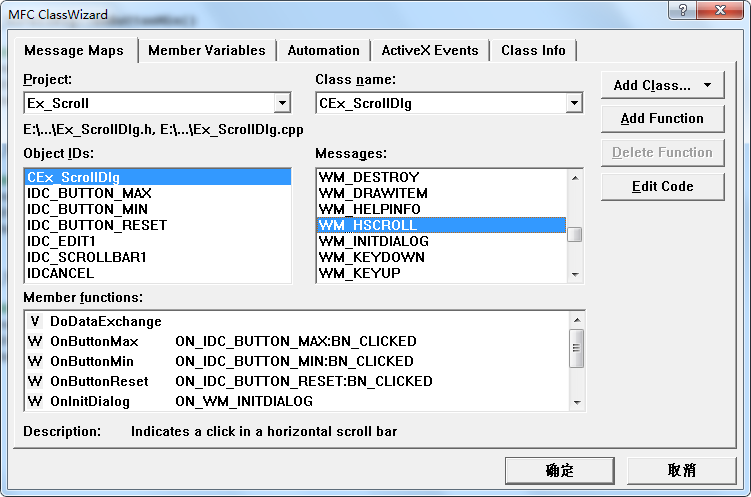 MFC ClassWizard
Message Maps Member Variables Automation ActiveX Events Class Info
Project:
Ex_Scroll
Class name:
CEx_ScrollDlg
Add Class...
Add Function
Delete Function
Edit Code
E:\...\Ex_ScrollDlg.h, E:\...\Ex_ScrollDlg.cpp
Object IDs:
CEx_ScrollDlg
IDC_BUTTON_MAX
IDC_BUTTON_MIN
IDC_BUTTON_RESET
IDC_EDIT1
IDC_SCROLLBAR1
IDCANCEL
Messages:
WM_DESTROY
WM_DRAWITEM
WM_HELPINFO
WM_HSCROLL
WM_INITDIALOG
WM_KEYDOWN
WM_KEYUP
Member functions:
V DoDataExchange
W OnButtonMax ON_IDC_BUTTON_MAX:BN_CLICKED
W OnButtonMin ON_IDC_BUTTON_MIN:BN_CLICKED
W OnButtonReset ON_IDC_BUTTON_RESET:BN_CLICKED
W OnInitDialog ON_WM_INITDIALOG
Description: Indicates a click in a horizontal scroll bar
确定 取消